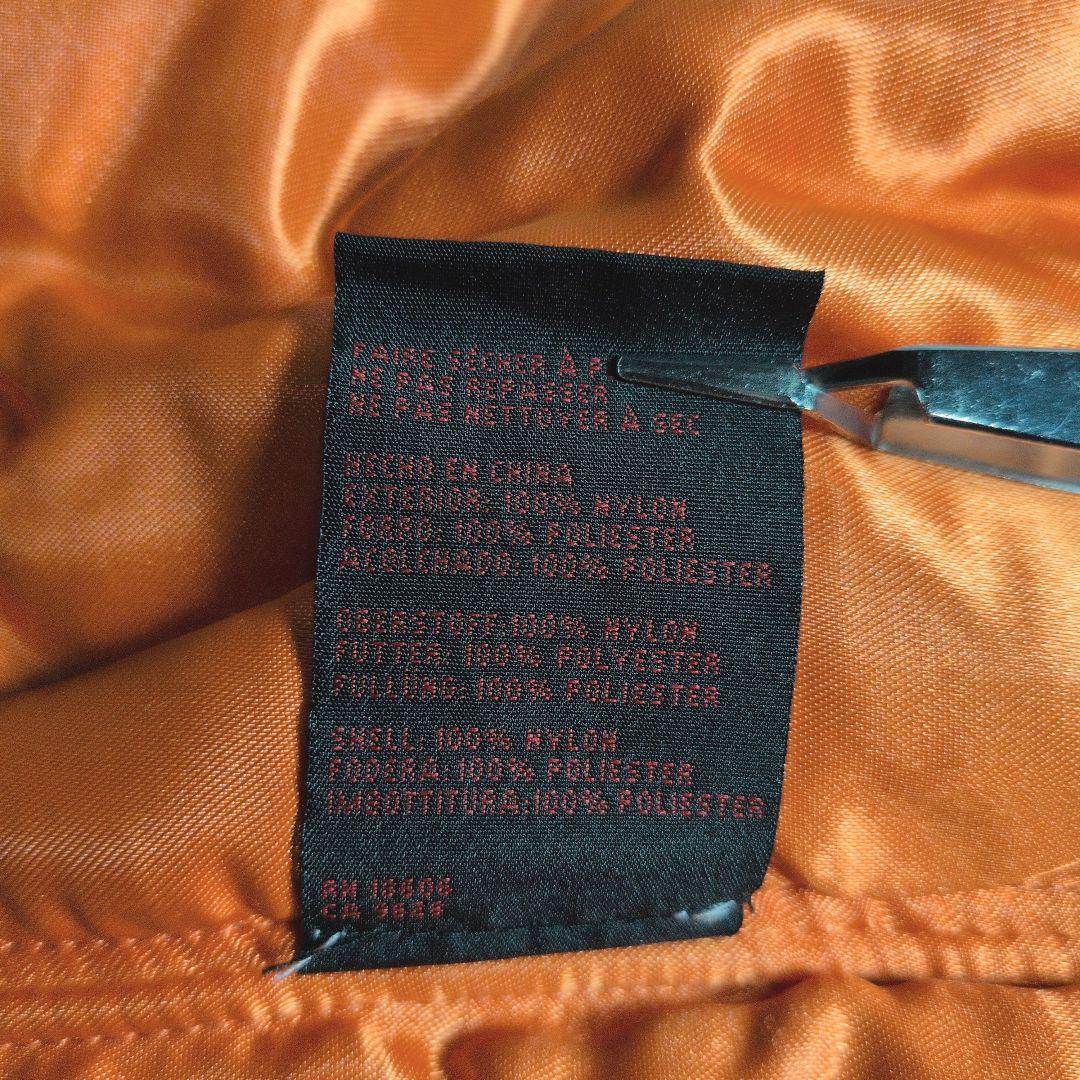 FAIRE SÉCHER À
NE PAS REPASSER
NE PAS NETTOYER À SEC
HECHO EN CHINA
EXTERIOR: 100% NYLON
FORRO: 100% POLIESTER
ACOLCHADO: 100% POLIESTER
OBERSTOFF:100% NYLON
FUTTER: 100% POLYESTER
FULLUNG: 100% POLIESTER
SHELL: 100% NYLON
FODERA:100% POLIESTER
IMBOTTITURA:100% POLIESTER
RN
CA